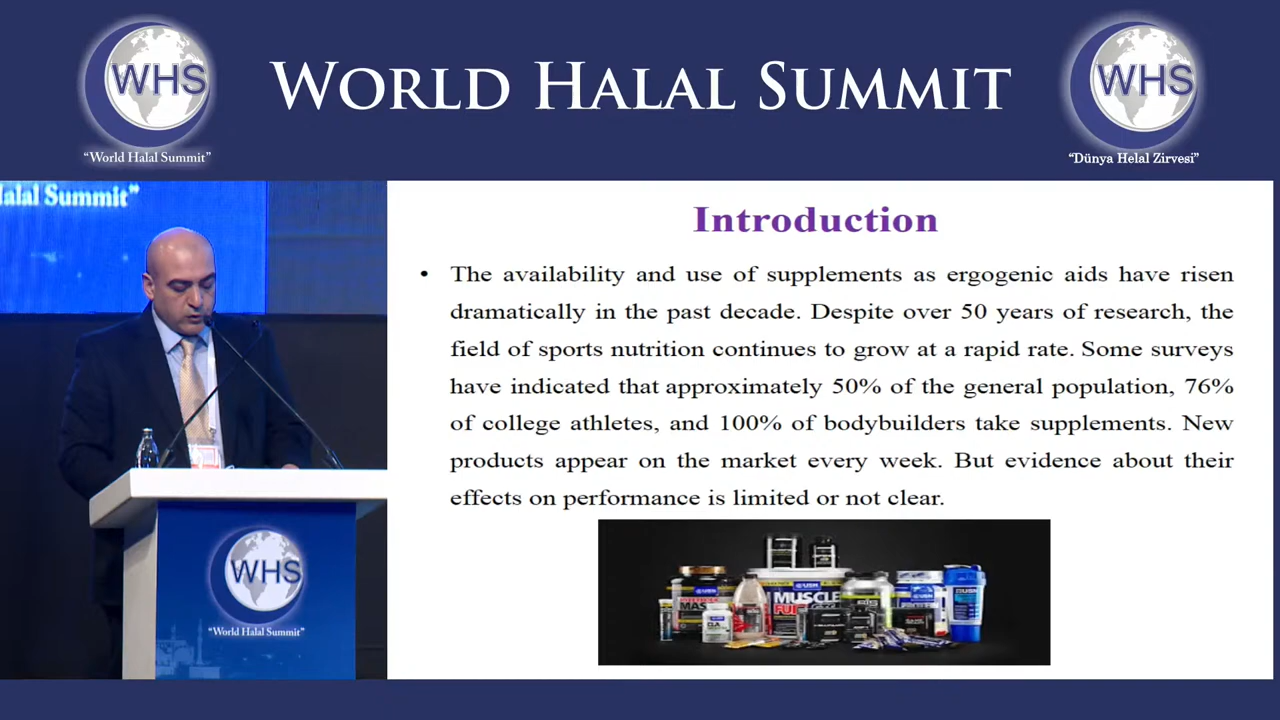 WHS
WORLD HALAL SUMMIT
WHS
“World Halal Summit”
“Dünya Helal Zirvesi”
Halal Summit”
Introduction
• The availability and use of supplements as ergogenic aids have risen
dramatically in the past decade. Despite over 50 years of research, the
field of sports nutrition continues to grow at a rapid rate. Some surveys
have indicated that approximately 50% of the general population, 76%
of college athletes, and 100% of bodybuilders take supplements. New
products appear on the market every week. But evidence about their
effects on performance is limited or not clear.
WHS
“World Halal Summit”
USN
MUSCLE
FUEL